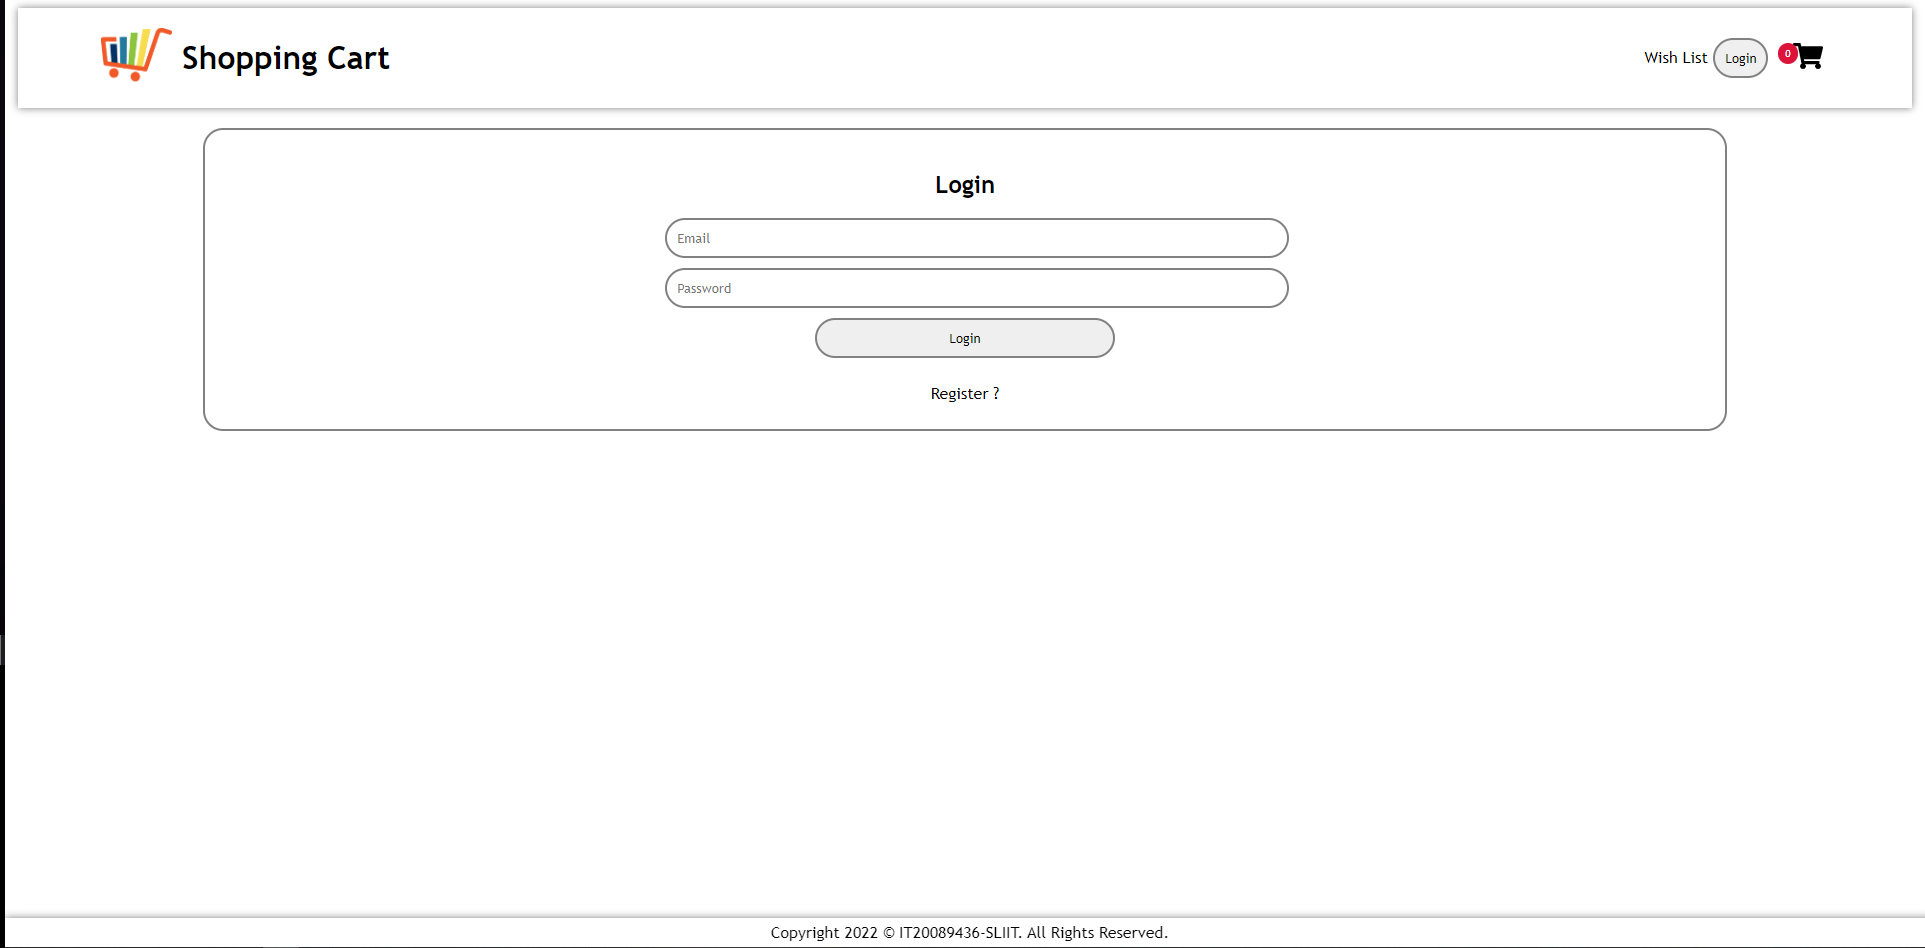 Shopping Cart
Wish List Login 0
Login
Email
Password
Login
Register ?
Copyright 2022 © IT20089436-SLIIT. All Rights Reserved.